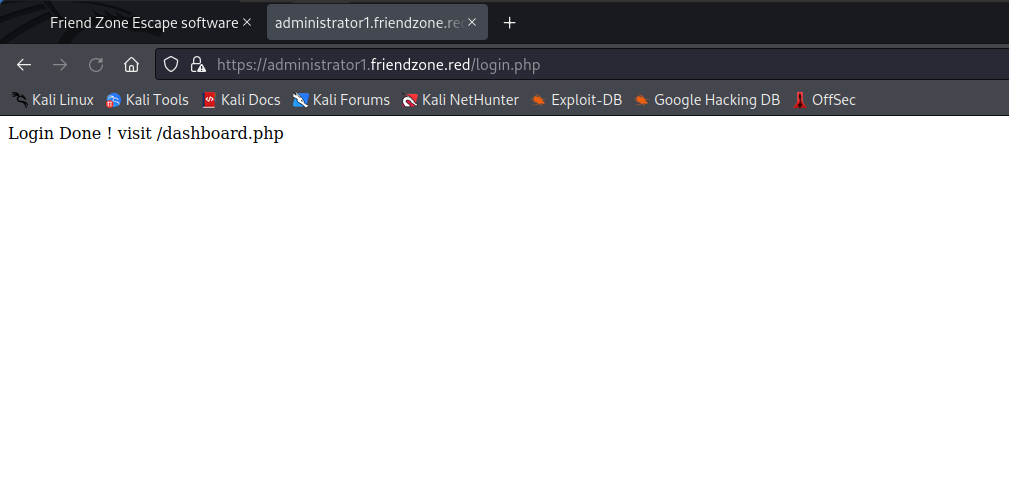 Friend Zone Escape software
administrator1.friendzone.re
https://administrator1.friendzone.red/login.php
Kali Linux Kali Tools Kali Docs Kali Forums Kali NetHunter Exploit-DB Google Hacking DB OffSec
Login Done ! visit /dashboard.php